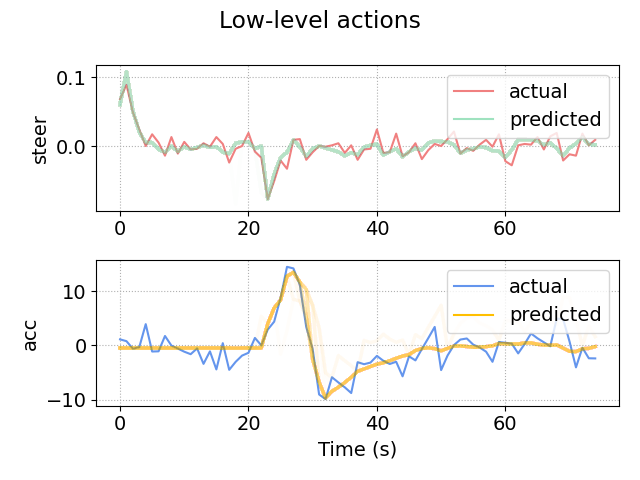 Low-level actions
steer
0.1
0.0
actual
predicted
0
20
40
60
acc
10
0
−10
actual
predicted
0
20
40
60
Time (s)